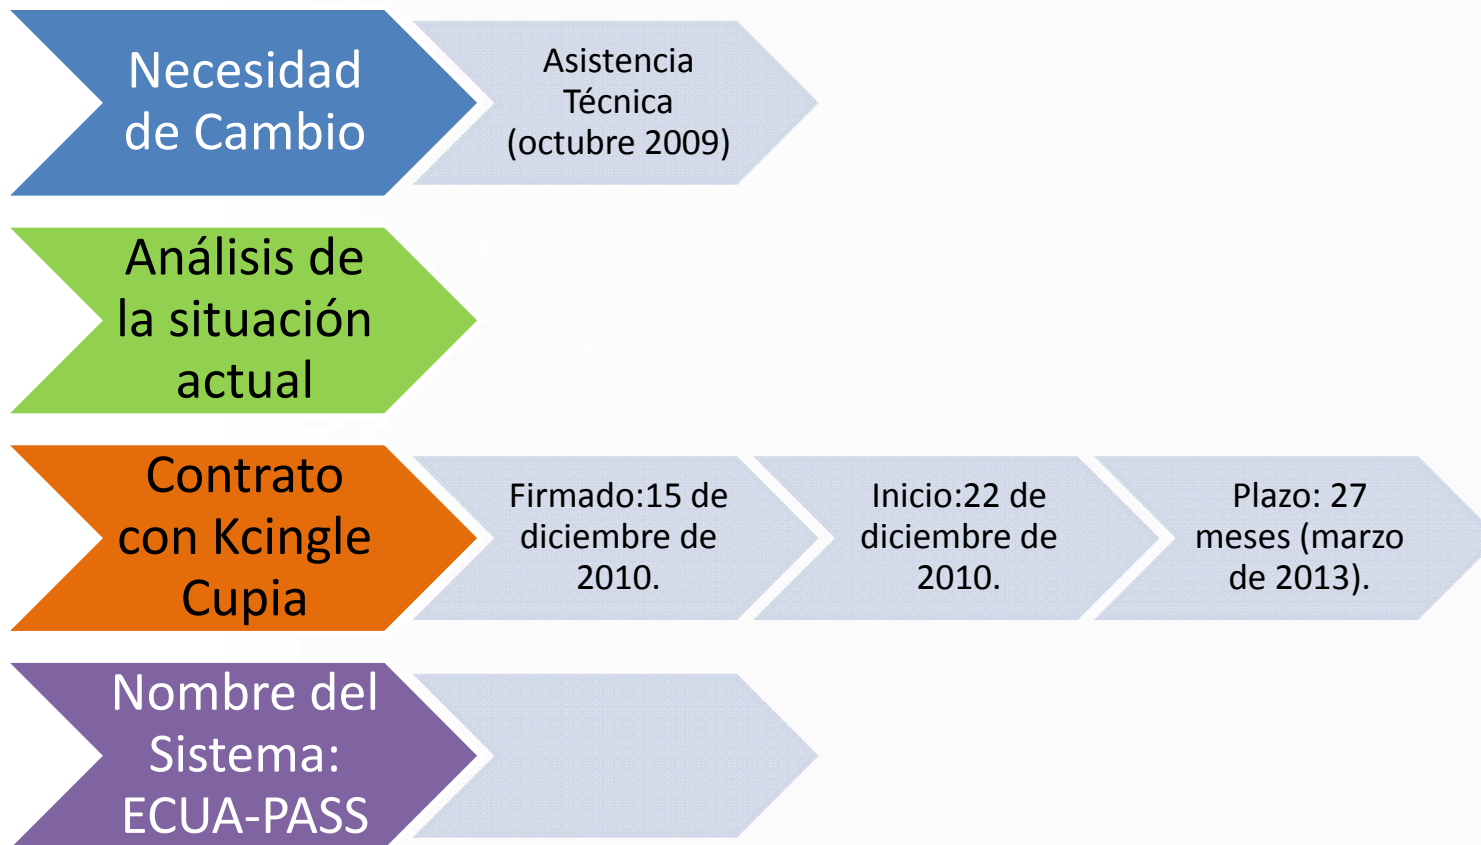 Necesidad
de Cambio
Asistencia
Técnica
(octubre 2009)
Análisis de
la situación
actual
Contrato
con Kcingle
Cupia
Firmado:15 de
diciembre de
2010.
Inicio:22 de
diciembre de
2010.
Plazo: 27
meses (marzo
de 2013).
Nombre del
Sistema:
ECUA-PASS